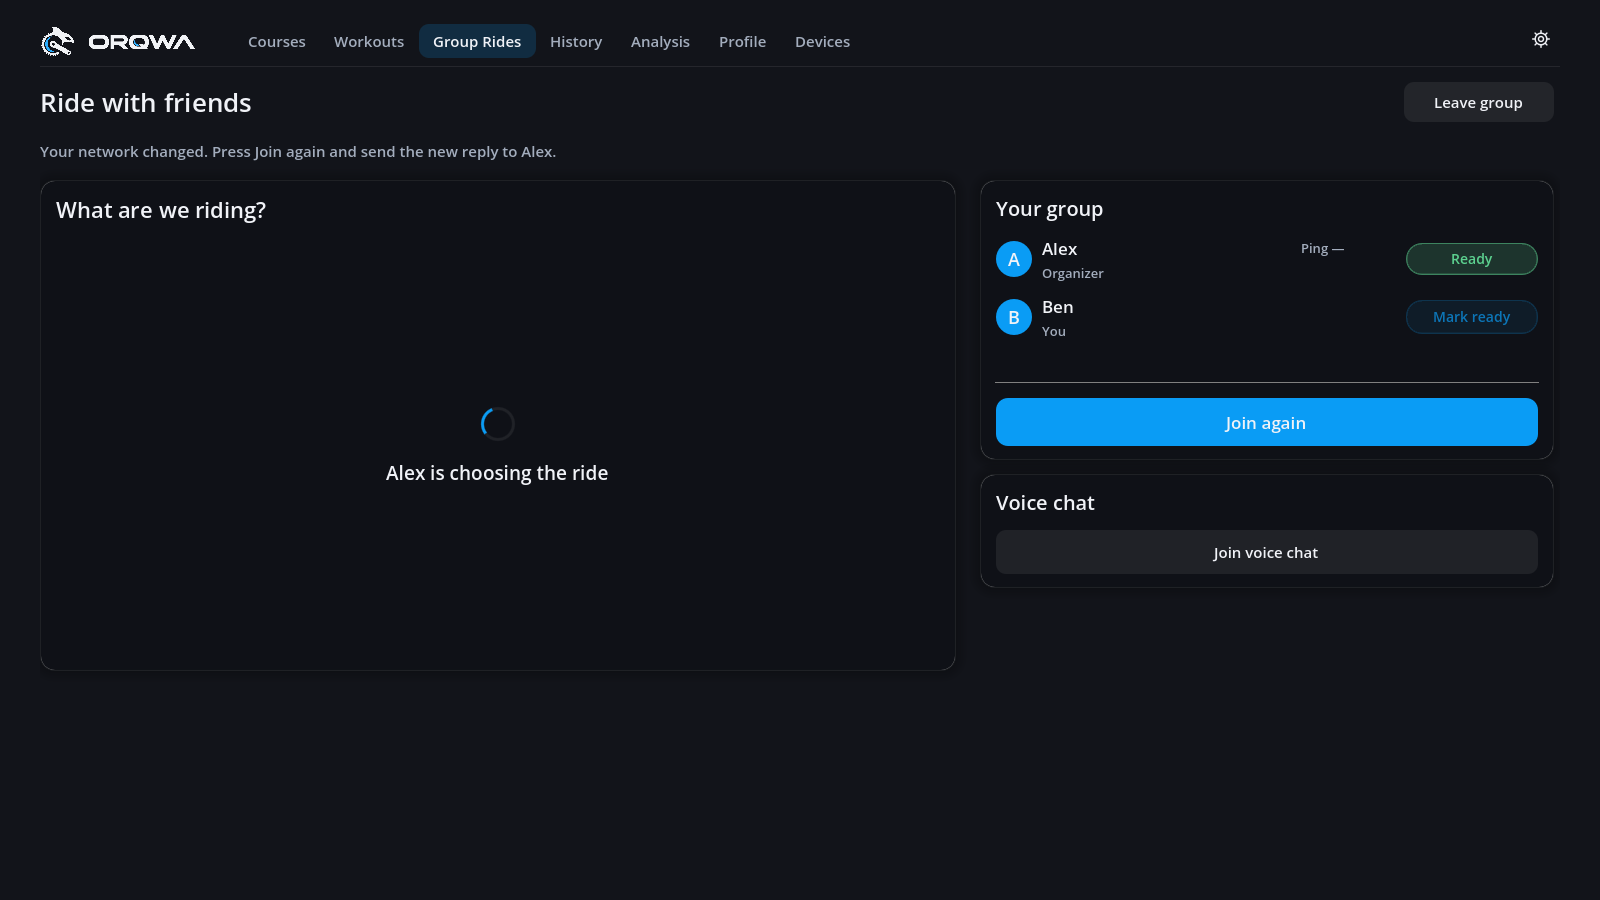 ORQWA
Courses
Workouts
Group Rides
History
Analysis
Profile
Devices
Ride with friends
Leave group
Your network changed. Press Join again and send the new reply to Alex.
What are we riding?
Alex is choosing the ride
Your group
A
Alex
Organizer
Ping —
Ready
B
Ben
You
Mark ready
Join again
Voice chat
Join voice chat